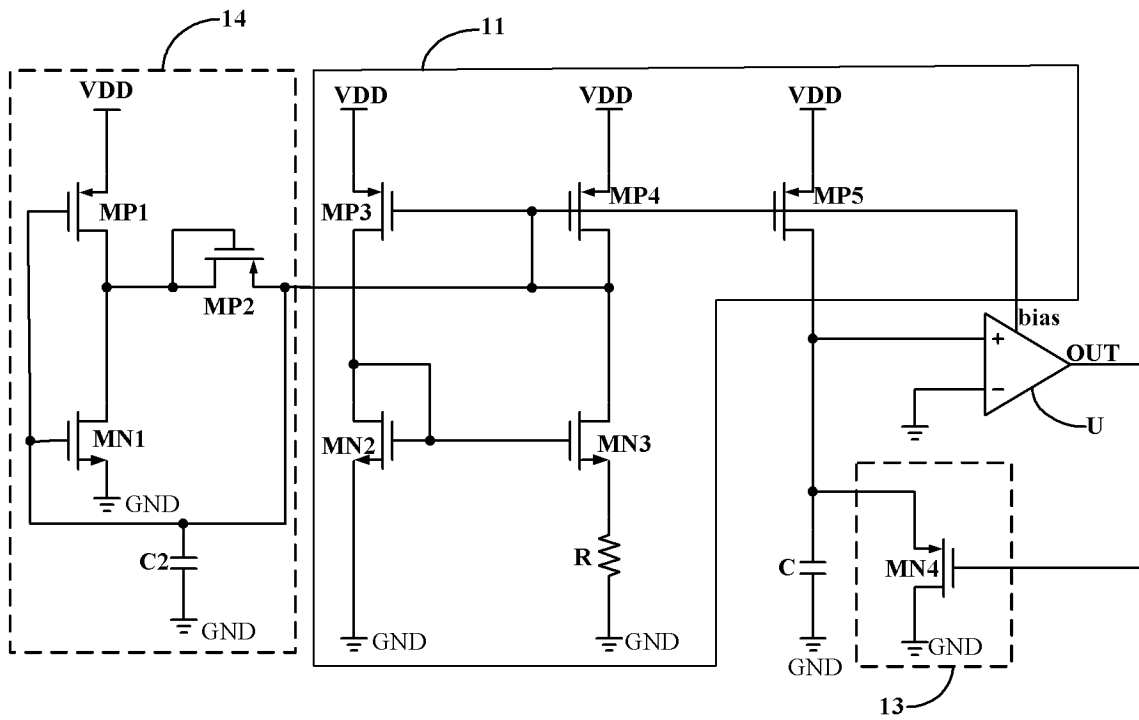 14
11
VDD
VDD
VDD
VDD
MP1
MP3
MP4
MP5
MP2
bias
+
OUT
−
U
MN1
MN2
MN3
GND
C2
R
C
MN4
GND
GND
GND
GND
GND
13